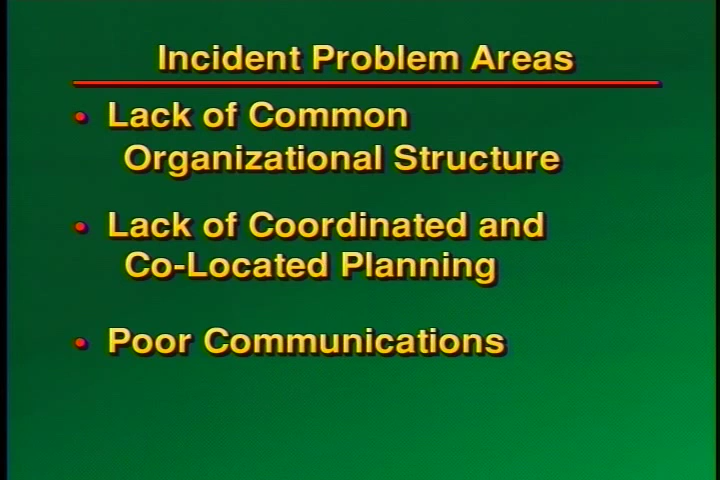 Incident Problem Areas
• Lack of Common
Organizational Structure
• Lack of Coordinated and
Co-Located Planning
• Poor Communications